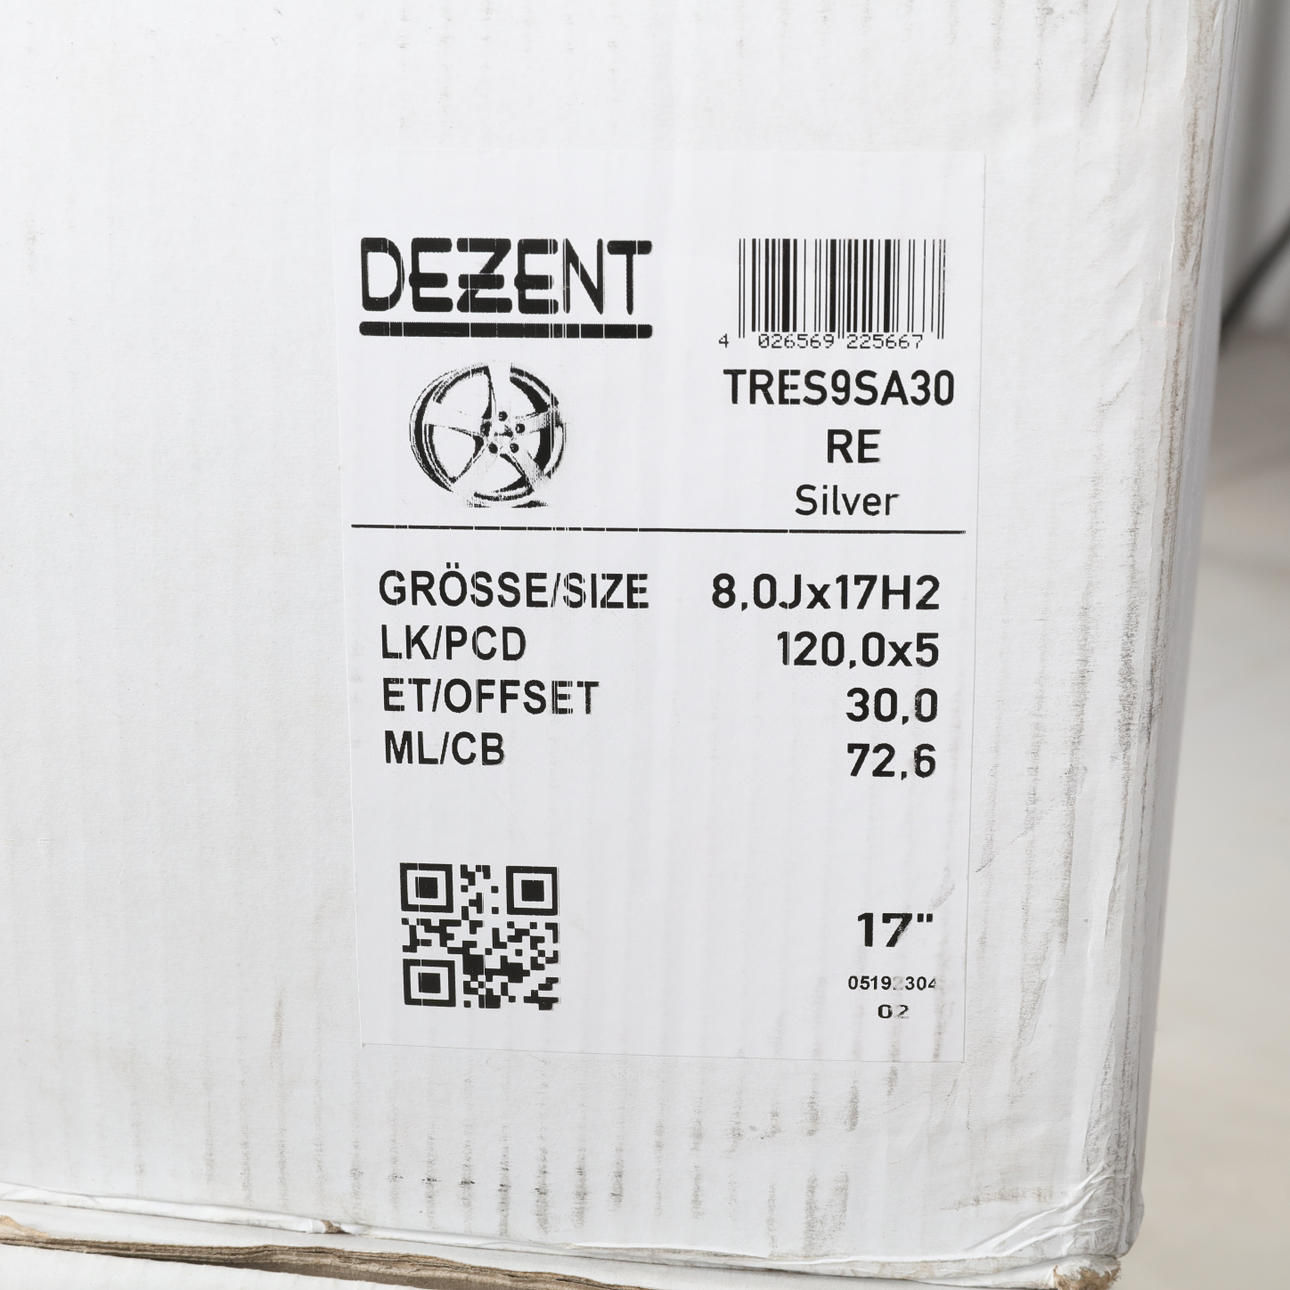 DEZENT
4 026569 225667
TRES9SA30
RE
Silver
GRÖSSE/SIZE 8,0Jx17H2
LK/PCD 120,0x5
ET/OFFSET 30,0
ML/CB 72,6
17"
02